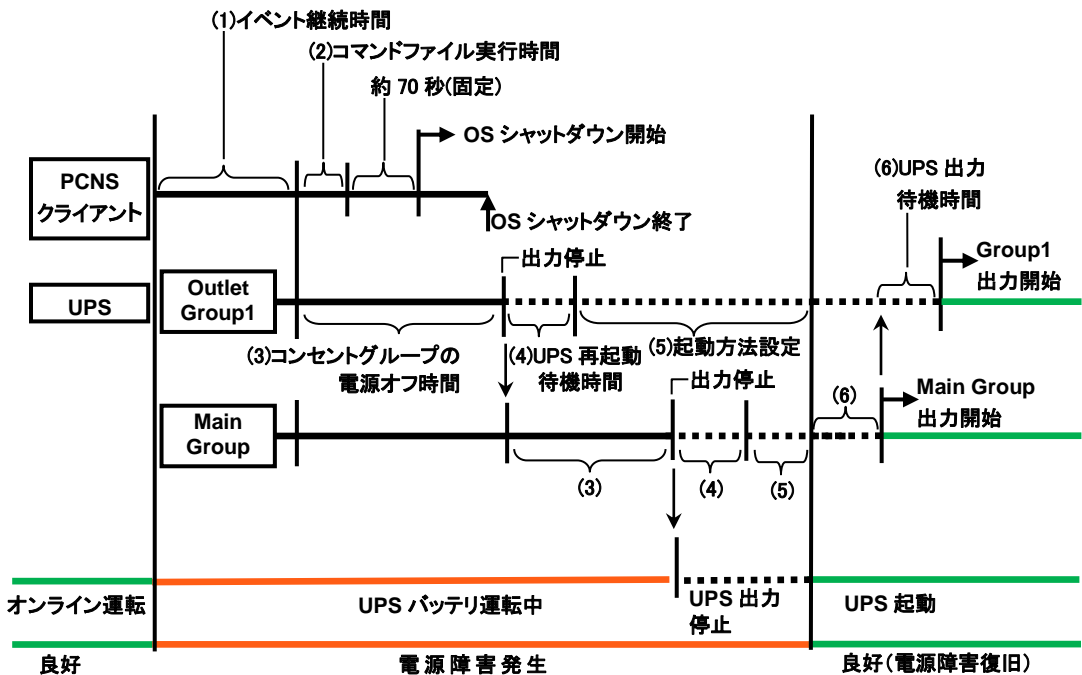 (1)イベント継続時間
(2)コマンドファイル実行時間
約 70 秒(固定)
OS シャットダウン開始
PCNS
クライアント
OS シャットダウン終了
(6)UPS 出力
待機時間
出力停止
Group1
出力開始
UPS
Outlet
Group1
(3)コンセントグループの
電源オフ時間
(4)UPS 再起動
待機時間
(5)起動方法設定
出力停止
Main
Group
(3)
(4)
(5)
(6)
Main Group
出力開始
オンライン運転
UPS バッテリ運転中
UPS 出力
停止
UPS 起動
良好
電源障害発生
良好(電源障害復旧)